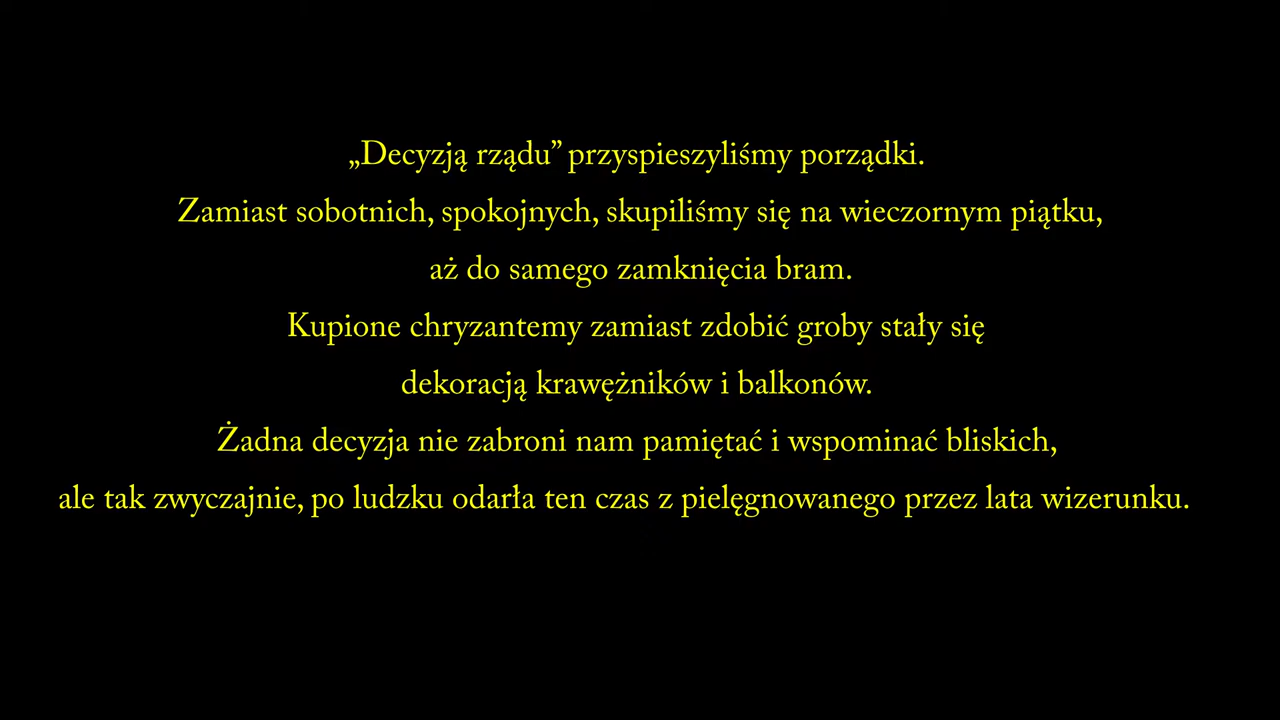 „Decyzją rządu” przyspieszyliśmy porządki.
Zamiast sobotnich, spokojnych, skupiliśmy się na wieczornym piątku,
aż do samego zamknięcia bram.
Kupione chryzantemy zamiast zdobić groby stały się
dekoracją krawężników i balkonów.
Żadna decyzja nie zabroni nam pamiętać i wspominać bliskich,
ale tak zwyczajnie, po ludzku odarła ten czas z pielęgnowanego przez lata wizerunku.